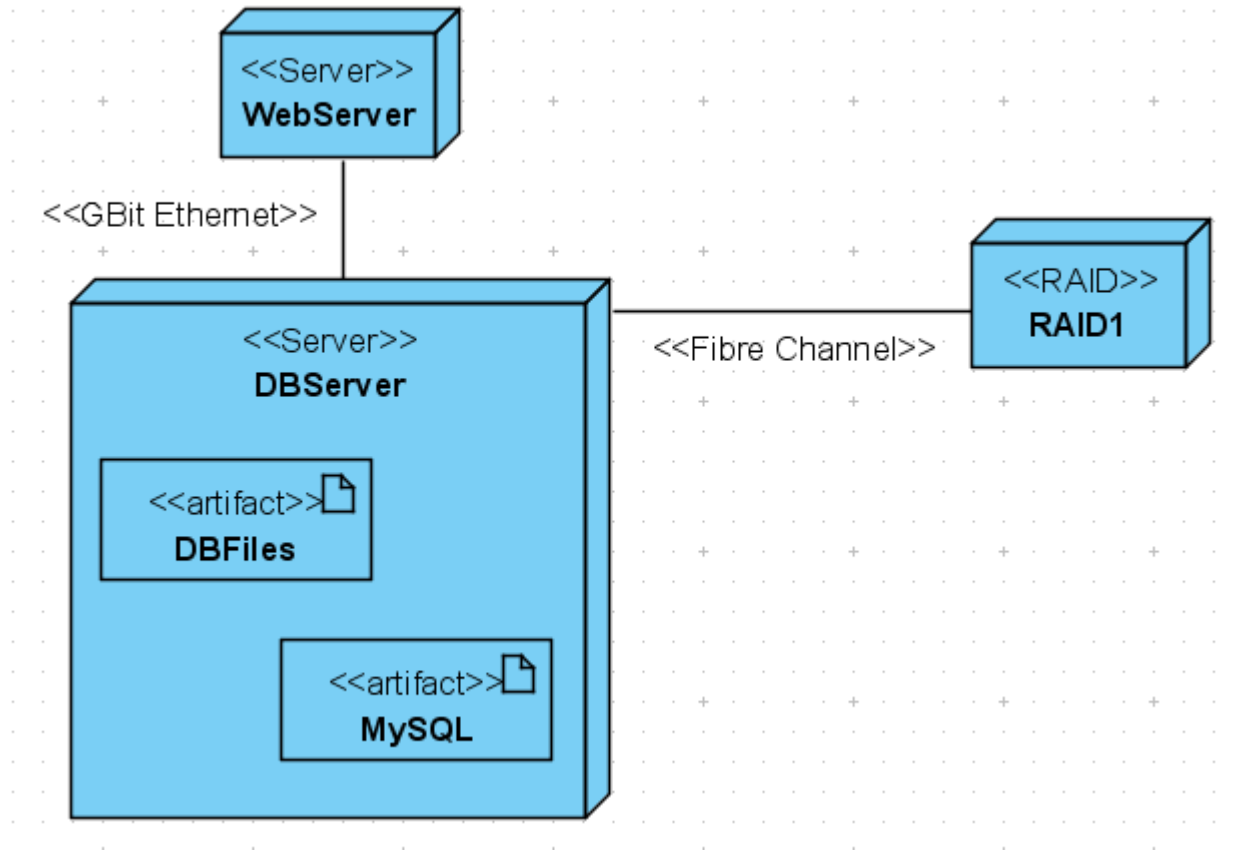 <<Server>>
WebServer
<<GBit Ethernet>>
<<RAID>>
RAID1
<<Server>>
DBServer
<<Fibre Channel>>
<<artifact>>
DBFiles
<<artifact>>
MySQL